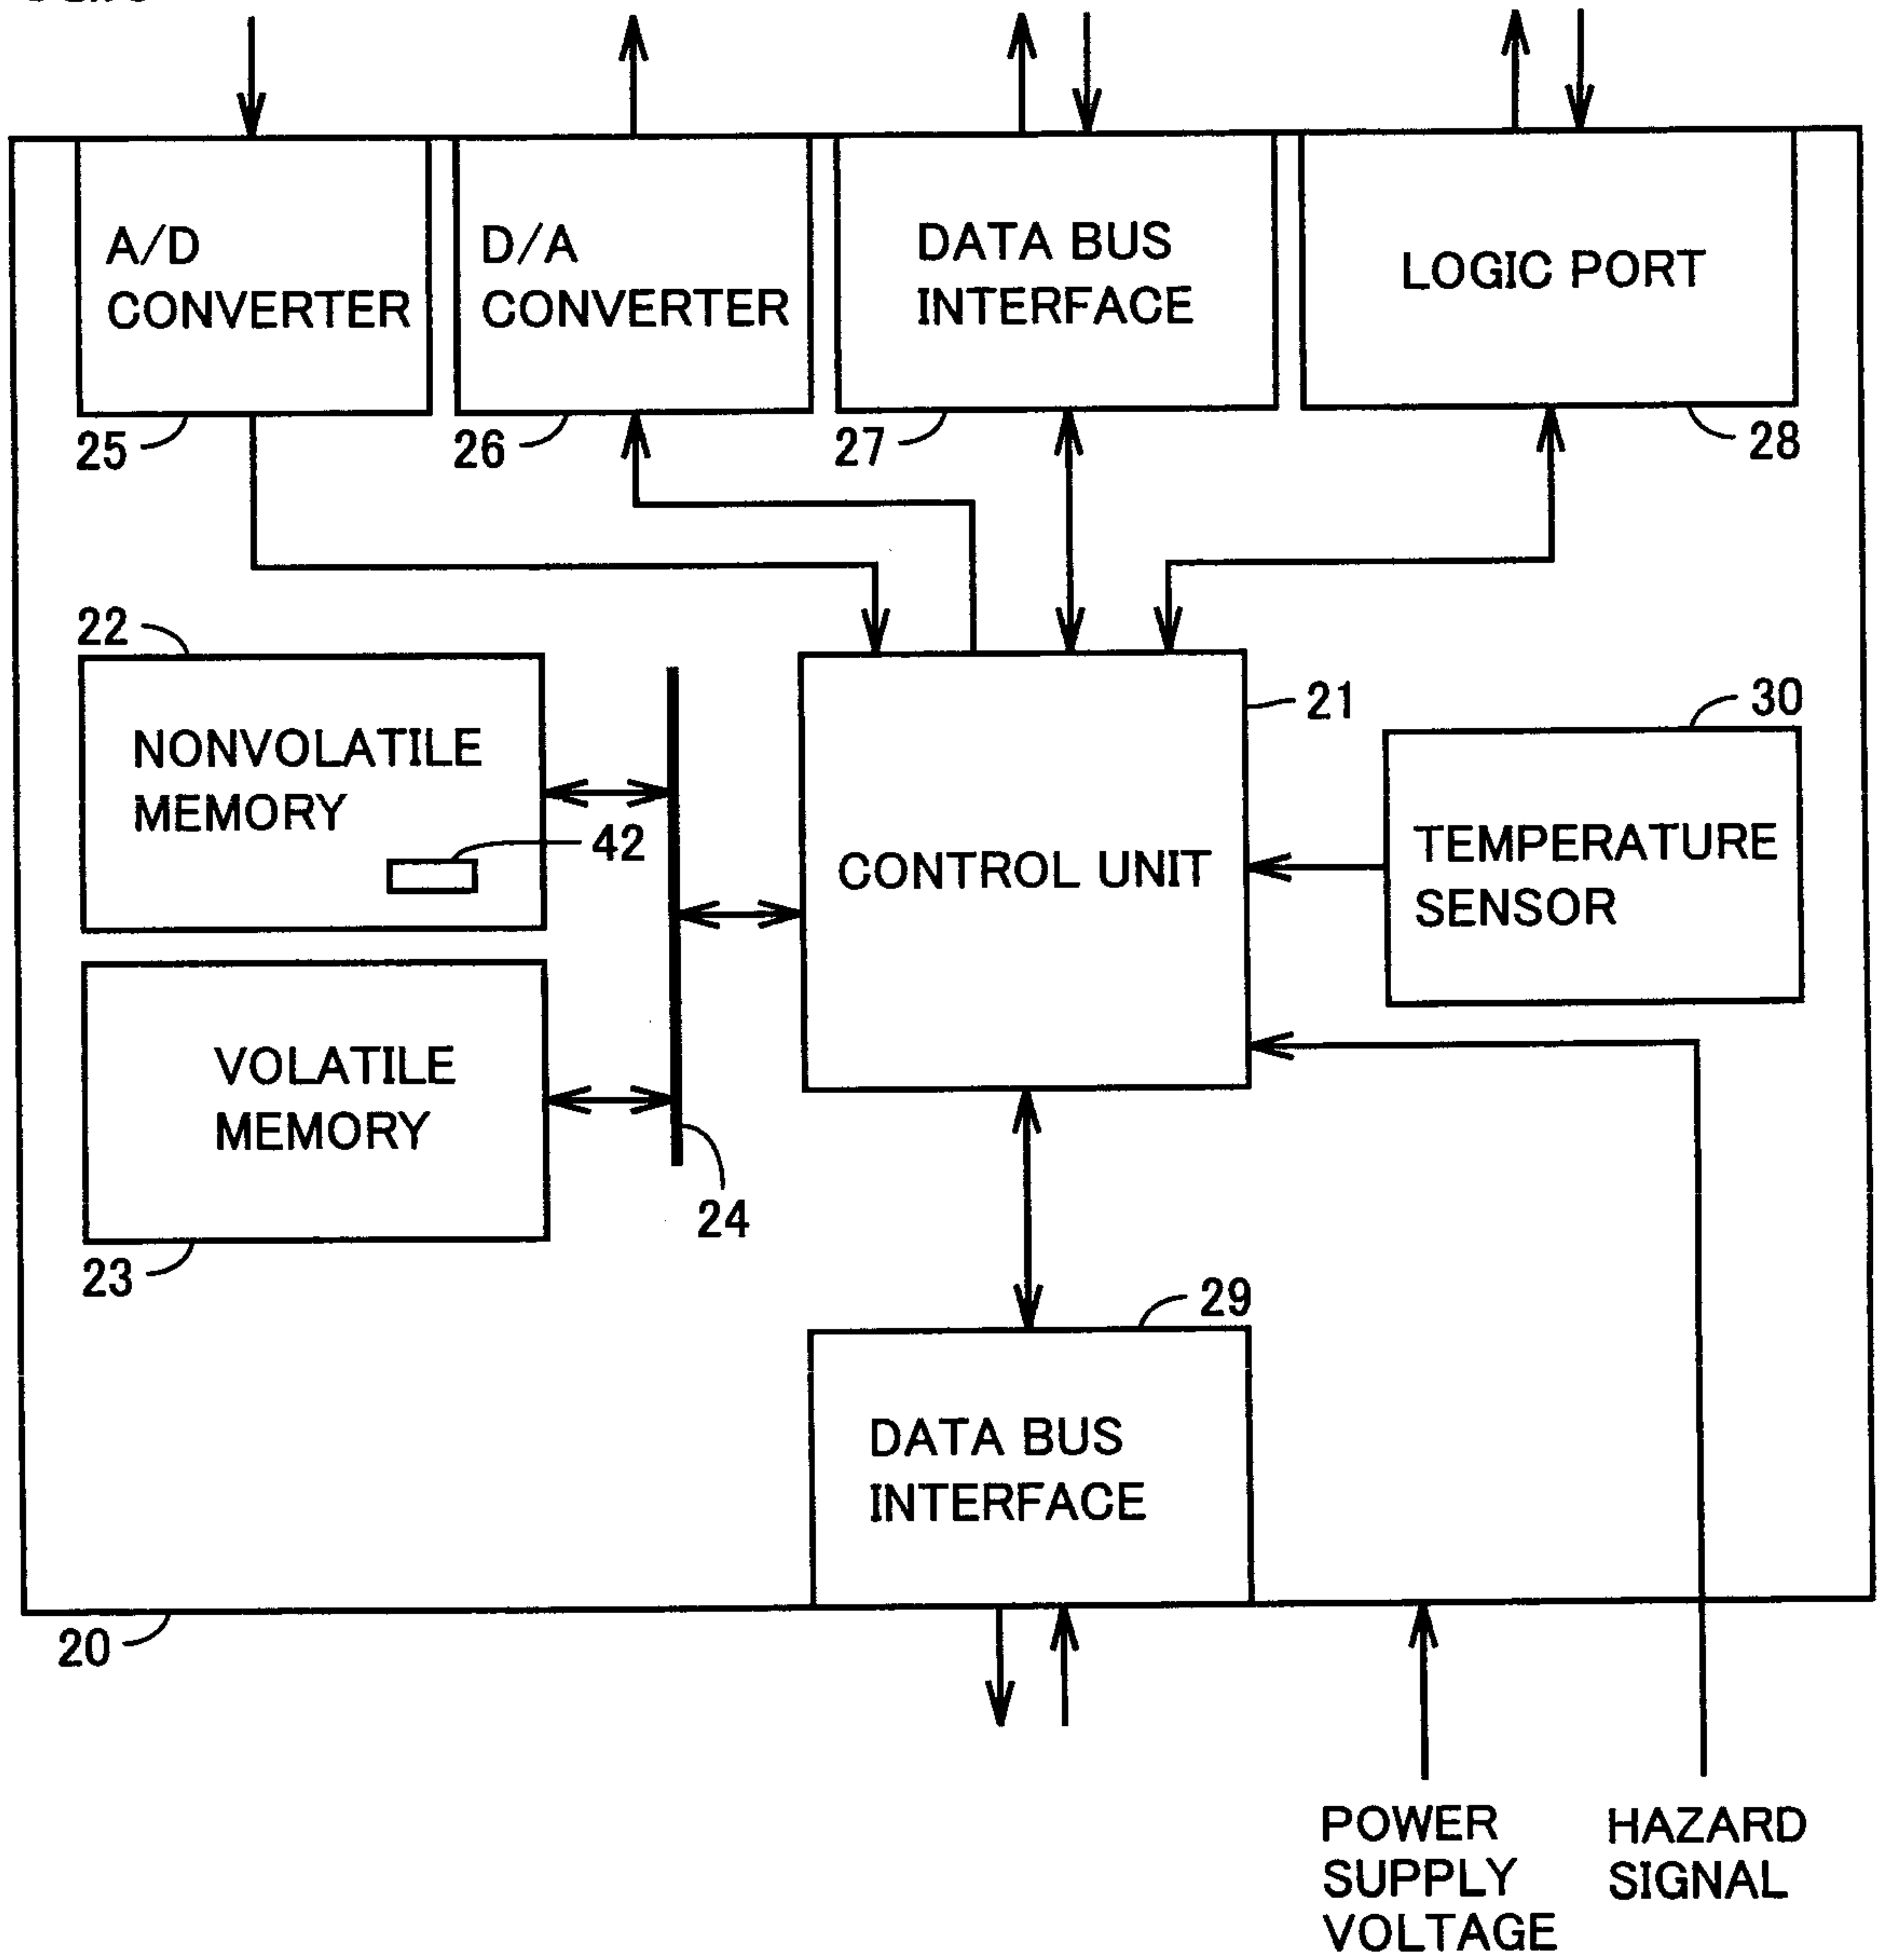 A/D
CONVERTER
D/A
CONVERTER
DATA BUS
INTERFACE
LOGIC PORT
25
26
27
28
22
NONVOLATILE
MEMORY
42
21
CONTROL UNIT
30
TEMPERATURE
SENSOR
VOLATILE
MEMORY
24
23
29
DATA BUS
INTERFACE
20
POWER
SUPPLY
VOLTAGE
HAZARD
SIGNAL